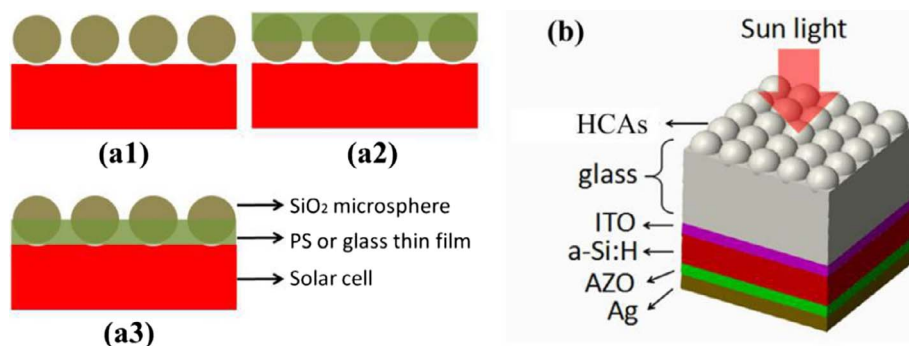 (a1)
(a2)
SiO₂ microsphere
PS or glass thin film
Solar cell
(a3)
(b)
Sun light
HCAs
glass
ITO
a-Si:H
AZO
Ag